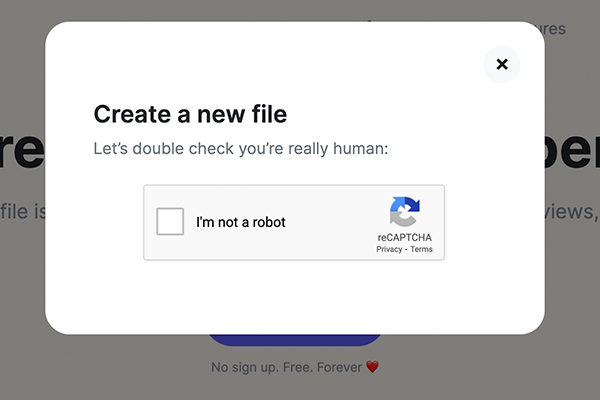 ures
Create a new file
Let's double check you're really human:
I'm not a robot
reCAPTCHA
Privacy - Terms
re
per
file is
views,
No sign up. Free. Forever ❤️